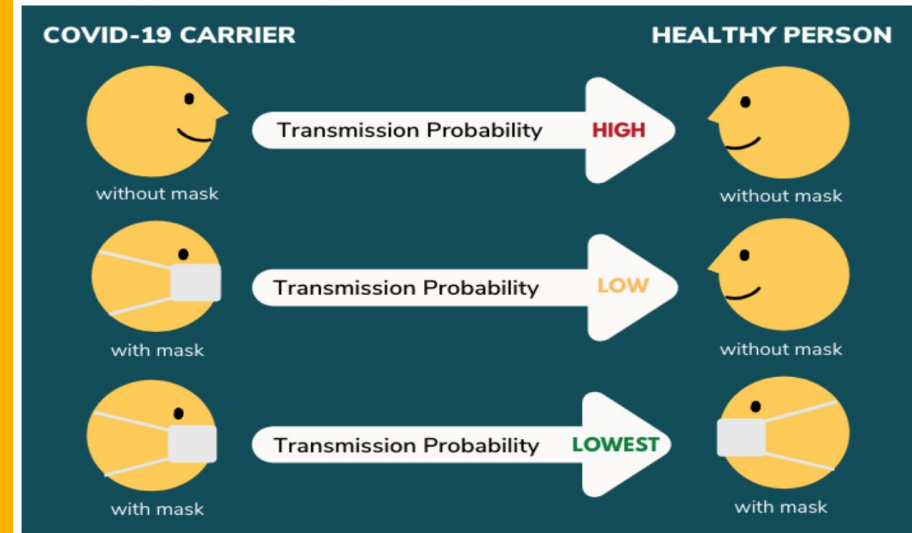 COVID-19 CARRIER
HEALTHY PERSON
Transmission Probability HIGH
without mask
without mask
Transmission Probability LOW
with mask
without mask
Transmission Probability LOWEST
with mask
with mask